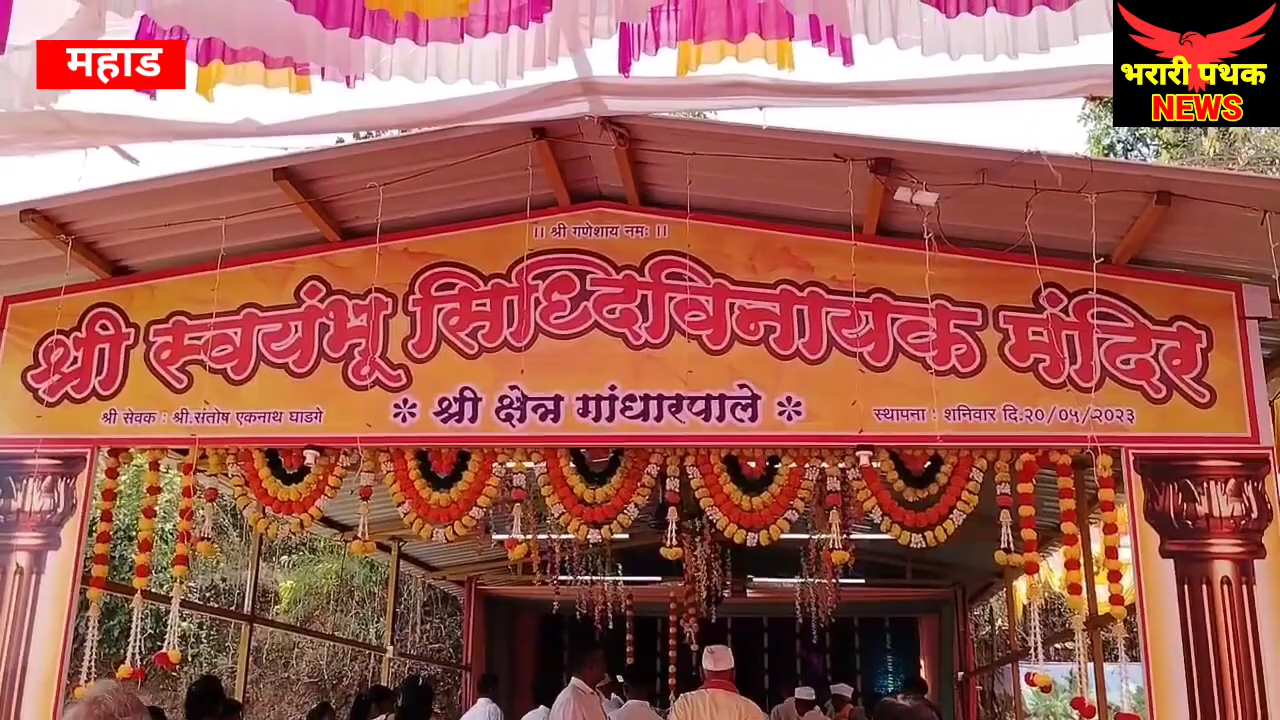 महाड
भरारी पथक
NEWS
।। श्री गणेशाय नमः ।।
श्री स्वयंभू सिध्दिविनायक मंदिर
श्री सेवक : श्री.संतोष एकनाथ घाडगे
* श्री क्षेत्र गांधारपाले *
स्थापना : शनिवार दि.२०/०५/२०२३